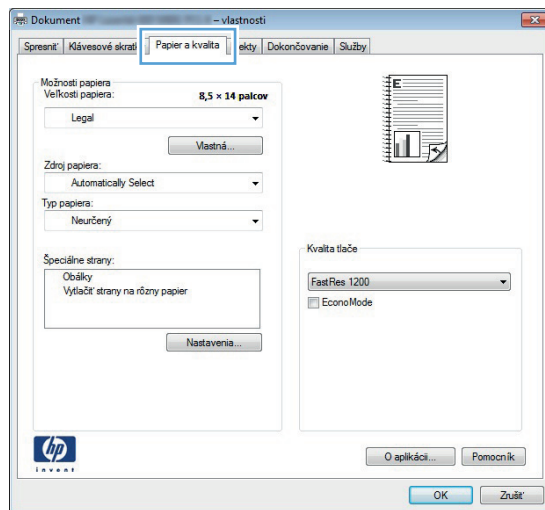 Dokument – vlastnosti
Spresniť Klávesové skratk Papier a kvalita ekty Dokončovanie Služby
Možnosti papiera
Veľkosti papiera: 8,5 × 14 palcov
Legal
Vlastná...
Zdroj papiera:
Automatically Select
Typ papiera:
Neurčený
Špeciálne strany:
Obálky
Vytlačiť strany na rôzny papier
Nastavenia...
E
Kvalita tlače
FastRes 1200
EconoMode
hp
invent
O aplikácii... Pomocník
OK Zrušiť